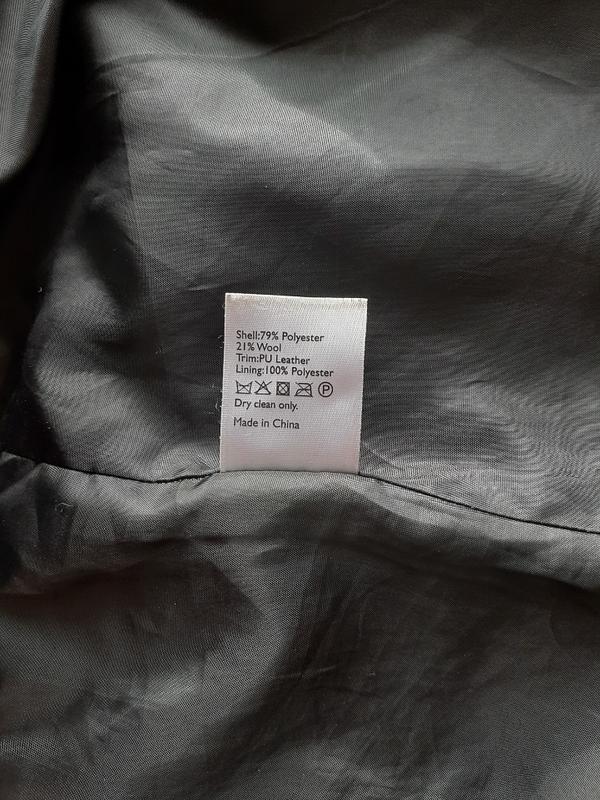 Shell:79% Polyester
21% Wool
Trim:PU Leather
Lining:100% Polyester
P
Dry clean only.
Made in China